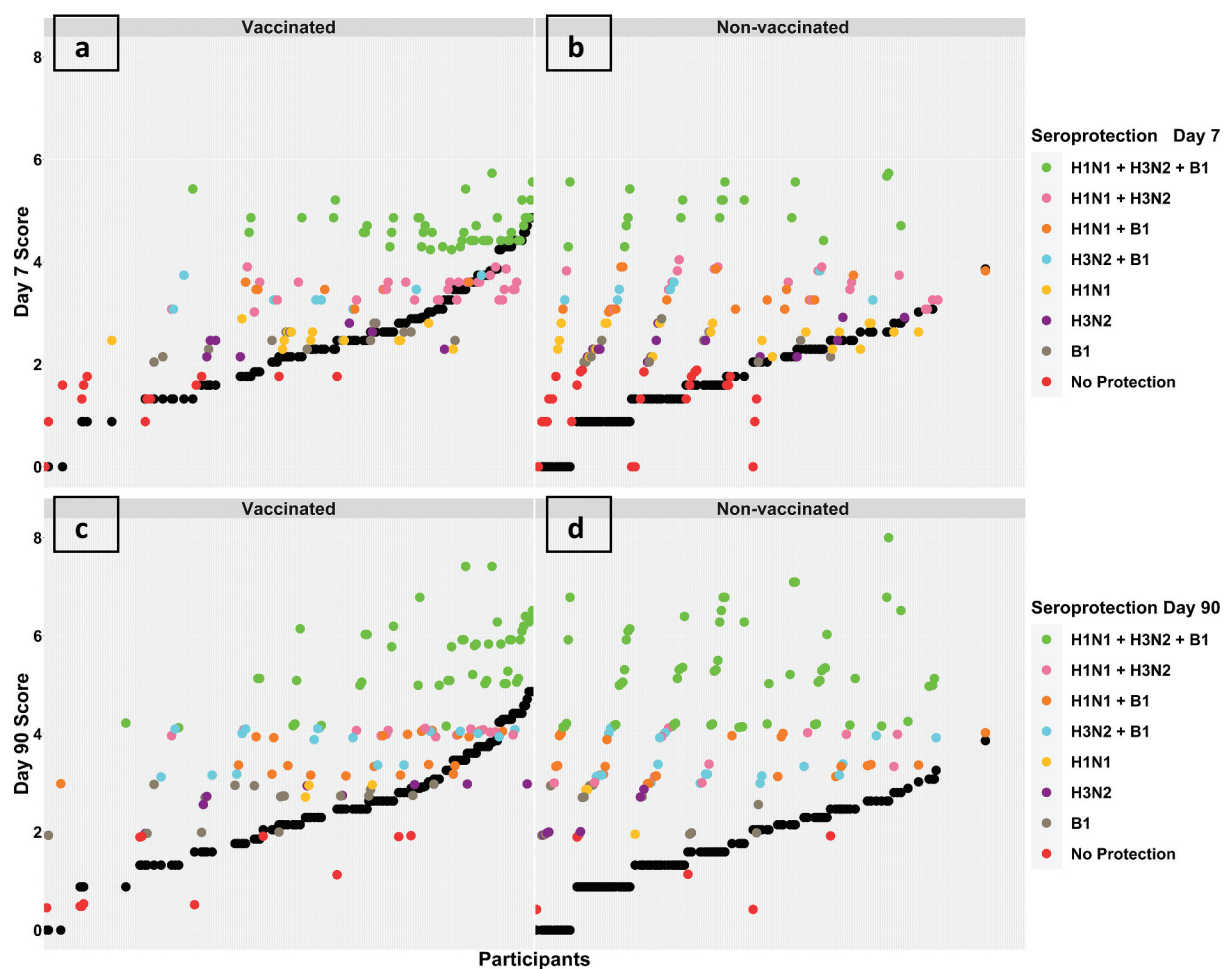 Vaccinated
Non-vaccinated
a
b
8
6
4
2
0
Day 7 Score
Seroprotection Day 7
H1N1 + H3N2 + B1
H1N1 + H3N2
H1N1 + B1
H3N2 + B1
H1N1
H3N2
B1
No Protection
Vaccinated
Non-vaccinated
c
d
8
6
4
2
0
Day 90 Score
Seroprotection Day 90
H1N1 + H3N2 + B1
H1N1 + H3N2
H1N1 + B1
H3N2 + B1
H1N1
H3N2
B1
No Protection
Participants